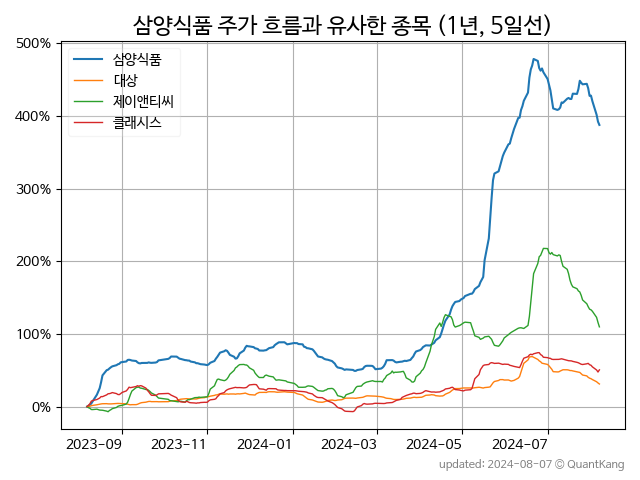 삼양식품 주가 흐름과 유사한 종목 (1년, 5일선)
500%
400%
300%
200%
100%
0%
삼양식품
대상
제이앤티씨
클래시스
2023-09 2023-11 2024-01 2024-03 2024-05 2024-07
updated: 2024-08-07 © QuantKang